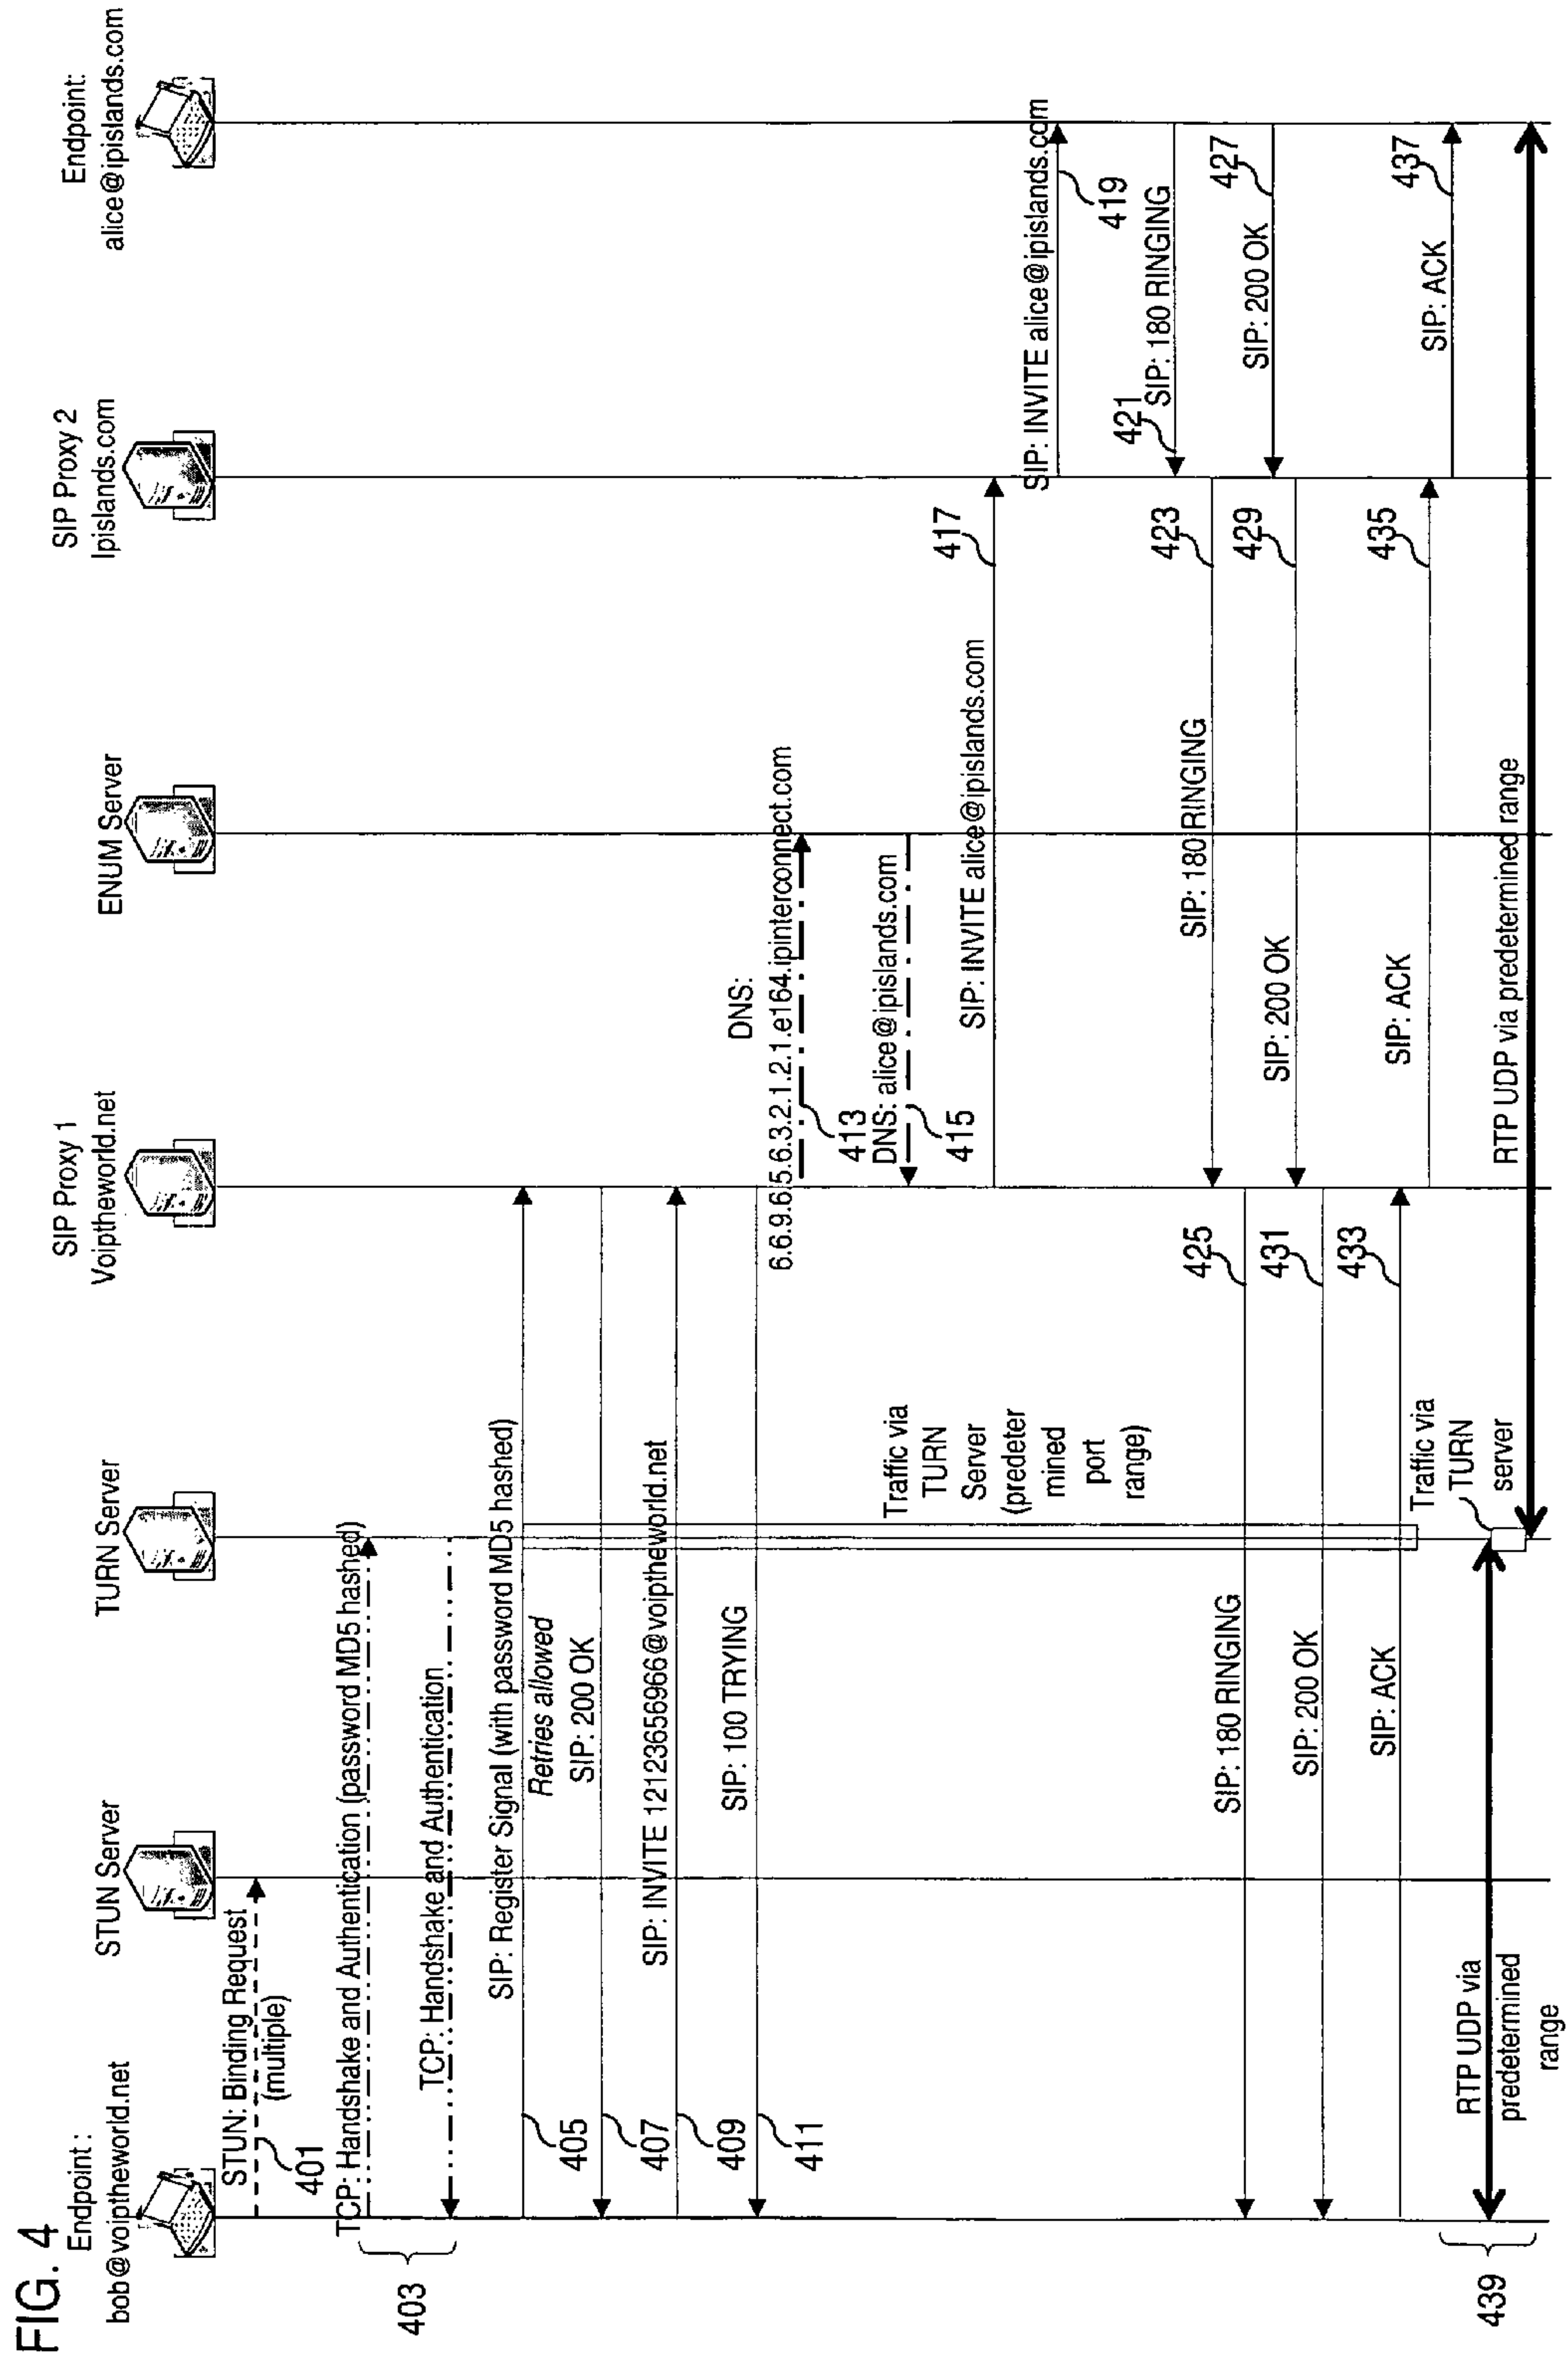 FIG. 4
Endpoint :
bob@voiptheworld.net
STUN Server
TURN Server
SIP Proxy 1
Voiptheworld.net
ENUM Server
SIP Proxy 2
Ipislands.com
Endpoint:
alice@ipislands.com
STUN: Binding Request
(multiple)
401
TCP: Handshake and Authentication (password MD5 hashed)
403
TCP: Handshake and Authentication
SIP: Register Signal (with password MD5 hashed)
405
Retries allowed
SIP: 200 OK
407
SIP: INVITE 12123656966@voiptheworld.net
409
SIP: 100 TRYING
411
DNS:
6.6.9.6.5.6.3.2.1.2.1.e164.ipinterconnect.com
413
DNS: alice@ipislands.com
415
Traffic via
TURN
Server
(predeter
mined
port
range)
SIP: INVITE alice@ipislands.com
417
SIP: INVITE alice@ipislands.com
419
SIP: 180 RINGING
421
SIP: 180 RINGING
423
SIP: 180 RINGING
425
SIP: 200 OK
427
SIP: 200 OK
429
SIP: 200 OK
431
SIP: ACK
433
SIP: ACK
435
SIP: ACK
437
Traffic via
TURN
server
RTP UDP via
predetermined
range
RTP UDP via predetermined range
439